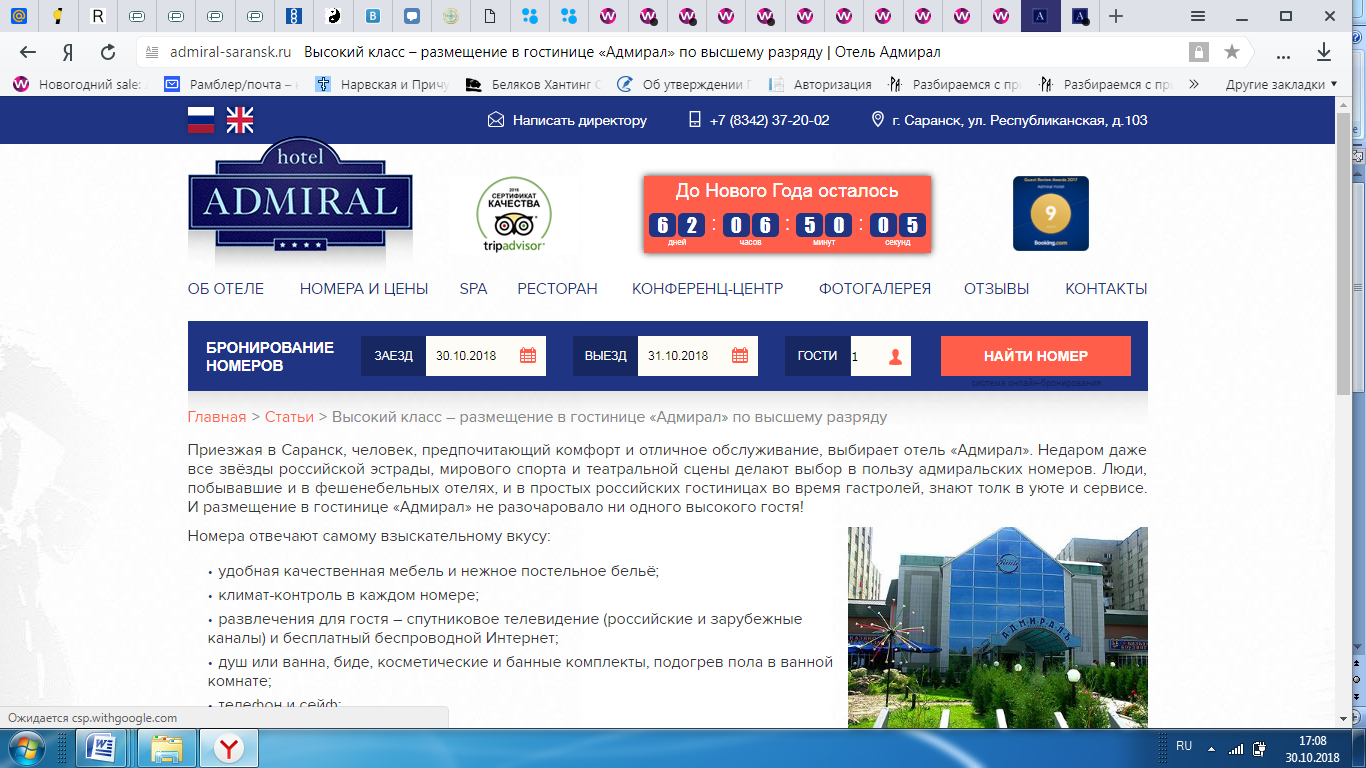 admiral-saransk.ru Высокий класс – размещение в гостинице «Адмирал» по высшему разряду | Отель Адмирал
Новогодний sale: Рамблер/почта – Нарвская и Причу Беляков Хантинг Об утверждении Авторизация Разбираемся с пр Разбираемся с пр Другие закладки
Написать директору +7 (8342) 37-20-02 г. Саранск, ул. Республиканская, д.103
hotel
ADMIRAL
2018
СЕРТИФИКАТ
КАЧЕСТВА
tripadvisor
До Нового Года осталось
62 : 06 : 50 : 05
дней часов минут секунд
Guest Review Awards 2017
9
Booking.com
ОБ ОТЕЛЕ НОМЕРА И ЦЕНЫ SPA РЕСТОРАН КОНФЕРЕНЦ-ЦЕНТР ФОТОГАЛЕРЕЯ ОТЗЫВЫ КОНТАКТЫ
БРОНИРОВАНИЕ
НОМЕРОВ
ЗАЕЗД 30.10.2018 ВЫЕЗД 31.10.2018 ГОСТИ 1 НАЙТИ НОМЕР
система онлайн-бронирования
Главная > Статьи > Высокий класс – размещение в гостинице «Адмирал» по высшему разряду
Приезжая в Саранск, человек, предпочитающий комфорт и отличное обслуживание, выбирает отель «Адмирал». Недаром даже
все звёзды российской эстрады, мирового спорта и театральной сцены делают выбор в пользу адмиральских номеров. Люди,
побывавшие и в фешенебельных отелях, и в простых российских гостиницах во время гастролей, знают толк в уюте и сервисе.
И размещение в гостинице «Адмирал» не разочаровало ни одного высокого гостя!
Номера отвечают самому взыскательному вкусу:
• удобная качественная мебель и нежное постельное бельё;
• климат-контроль в каждом номере;
• развлечения для гостя – спутниковое телевидение (российские и зарубежные
каналы) и бесплатный беспроводной Интернет;
• душ или ванна, биде, косметические и банные комплекты, подогрев пола в ванной
комнате;
• телефон и сейф;
АДМИРАЛЪ
Ожидается csp.withgoogle.com
RU
17:08
30.10.2018